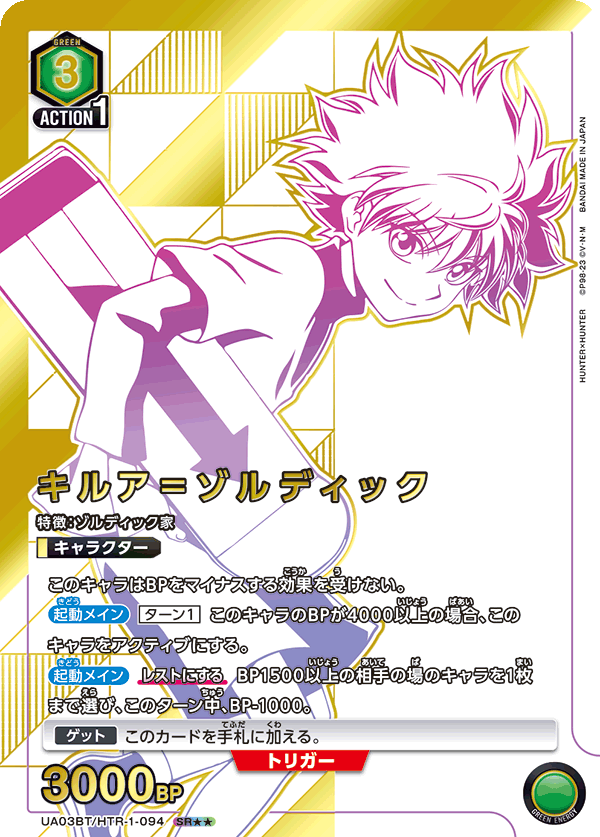 GREEN
3
ACTION 1
HUNTER×HUNTER ©P98-23 ©V・N・M BANDAI MADE IN JAPAN
キルア＝ゾルディック
特徴：ゾルディック家
キャラクター
このキャラはBPをマイナスする効果を受けない。
起動メイン ターン1 このキャラのBPが4000以上の場合、この
キャラをアクティブにする。
起動メイン レストにする BP1500以上の相手の場のキャラを1枚
まで選び、このターン中、BP-1000。
ゲット このカードを手札に加える。
トリガー
3000BP
UA03BT/HTR-1-094 SR★★
GREEN ENERGY